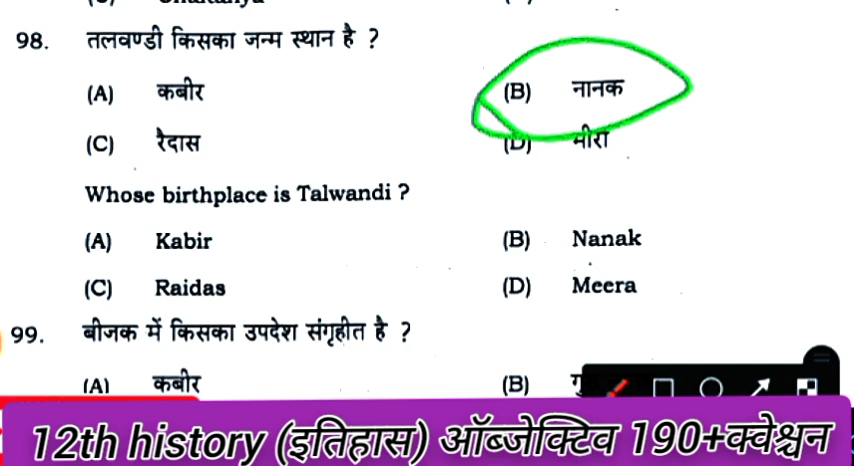 98. तलवण्डी किसका जन्म स्थान है ?
(A) कबीर (B) नानक
(C) रैदास (D) मीरा
Whose birthplace is Talwandi ?
(A) Kabir (B) Nanak
(C) Raidas (D) Meera
99. बीजक में किसका उपदेश संगृहीत है ?
(A) कबीर (B)
12th history (इतिहास) ऑब्जेक्टिव 190+क्वेश्चन